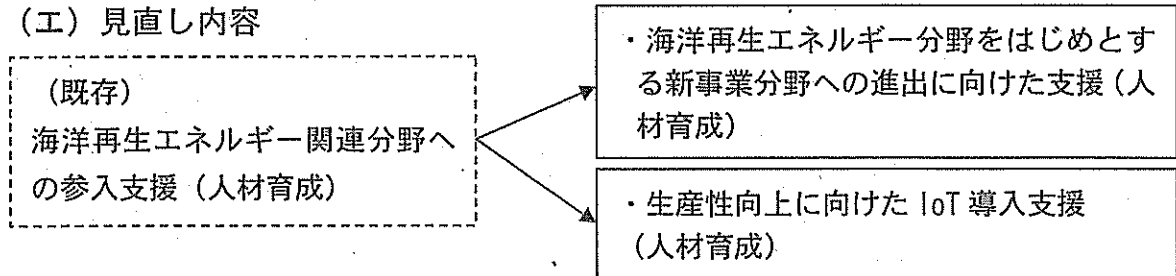 （エ）見直し内容
（既存）
海洋再生エネルギー関連分野へ
の参入支援（人材育成）
・海洋再生エネルギー分野をはじめとす
る新事業分野への進出に向けた支援（人
材育成）
・生産性向上に向けた IoT 導入支援
（人材育成）